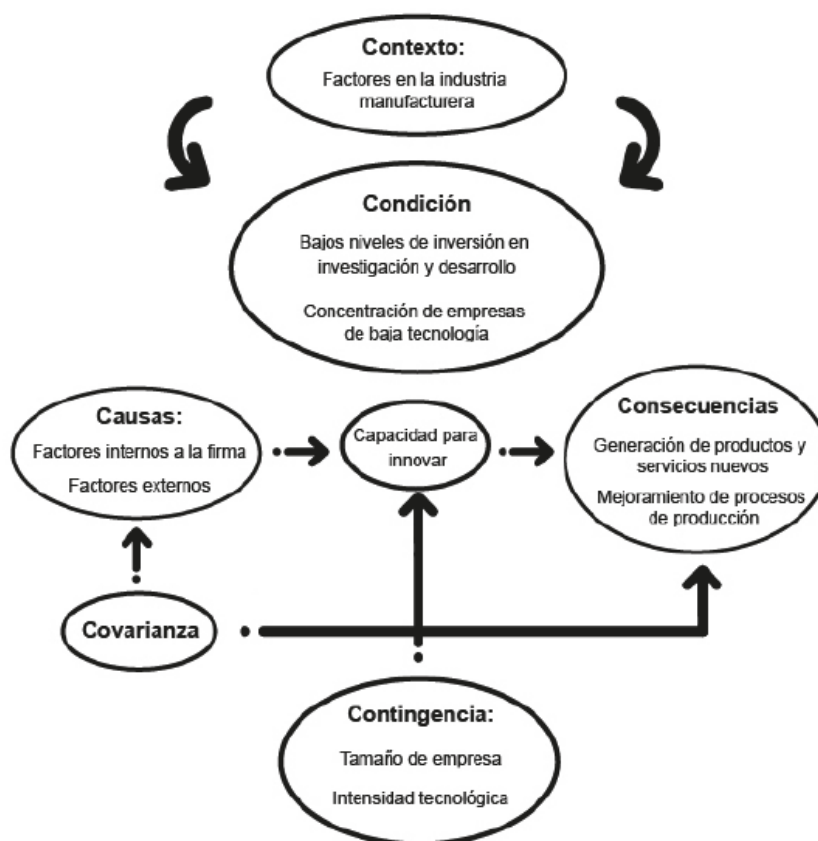 Contexto:
Factores en la industria
manufacturera
Condición
Bajos niveles de inversión en
investigación y desarrollo
Concentración de empresas
de baja tecnología
Causas:
Factores internos a la firma
Factores externos
Capacidad para
innovar
Consecuencias
Generación de productos y
servicios nuevos
Mejoramiento de procesos
de producción
Covarianza
Contingencia:
Tamaño de empresa
Intensidad tecnológica